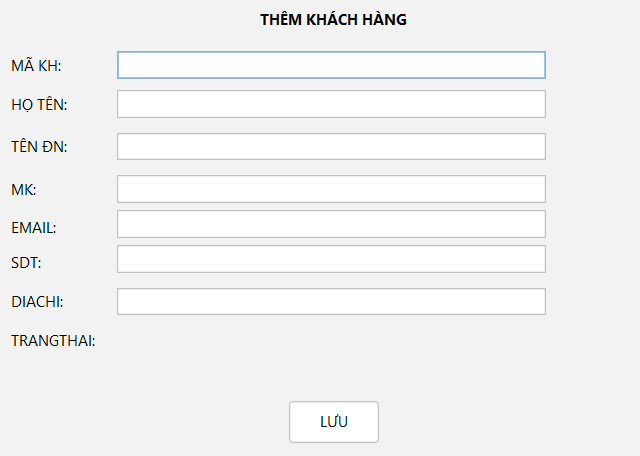 THÊM KHÁCH HÀNG
MÃ KH:
HỌ TÊN:
TÊN ĐN:
MK:
EMAIL:
SDT:
DIACHI:
TRANGTHAI:
LƯU